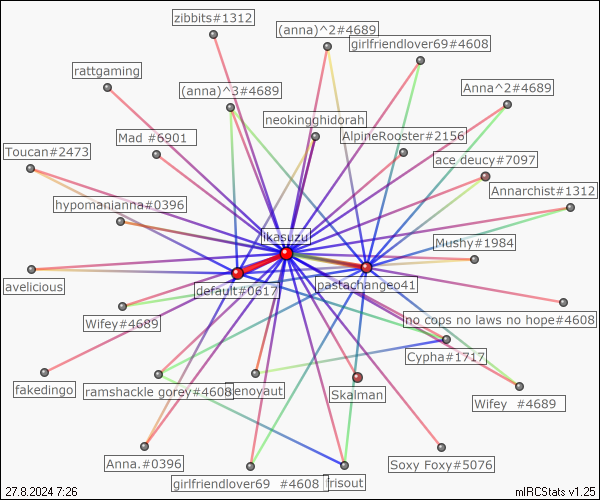 zibbits#1312
(anna)^2#4689
girlfriendlover69#4608
rattgaming
(anna)^3#4689
Anna^2#4689
neokingghidorah
Mad #6901
AlpineRooster#2156
Toucan#2473
ace deucy#7097
Annarchist#1312
hypomanianna#0396
ikasuzu
Mushy#1984
avelicious
default#0617
pastachangeo41
Wifey#4689
no cops no laws no hope#4608
Cypha#1717
fakedingo
ramshackle gorey#4608
Skalman
Wifey #4689
Anna.#0396
girlfriendlover69 #4608
frisout
Soxy Foxy#5076
27.8.2024 7:26
mIRCStats v1.25